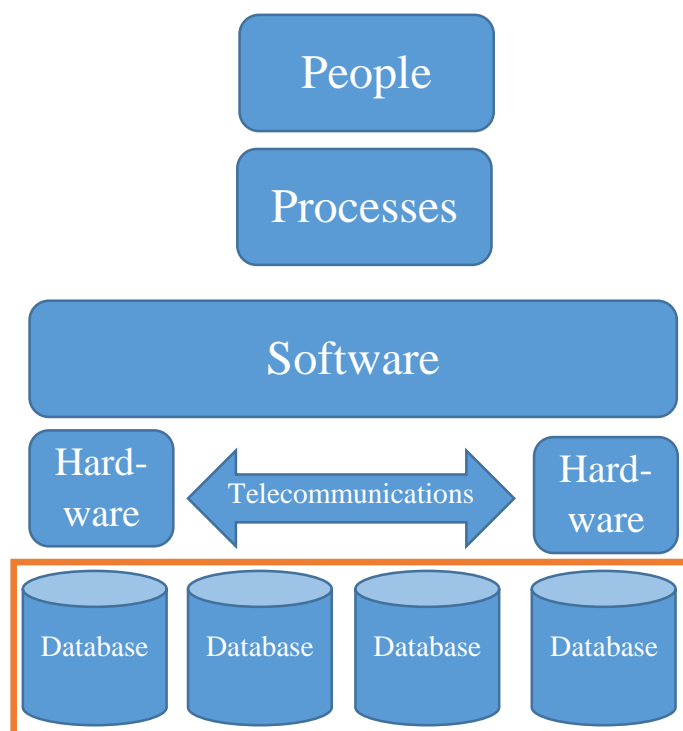 People
Processes
Software
Hard-
ware
Telecommunications
Hard-
ware
Database
Database
Database
Database